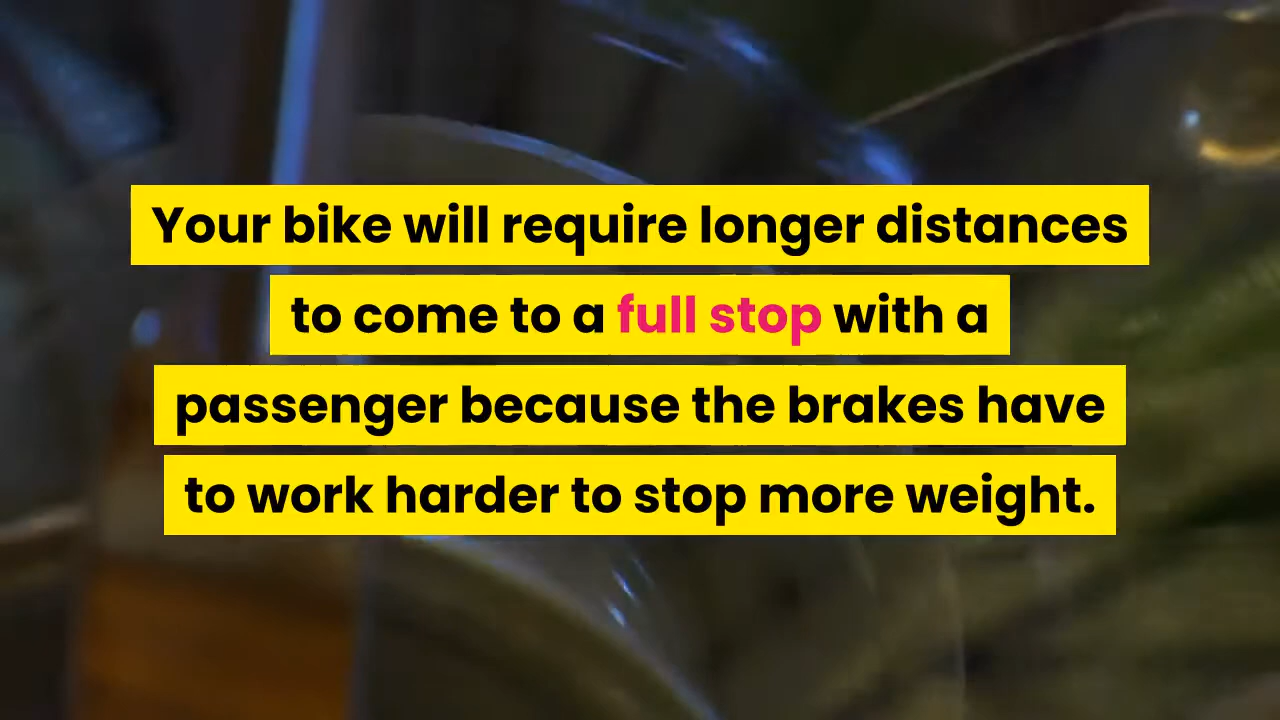 Your bike will require longer distances
to come to a full stop with a
passenger because the brakes have
to work harder to stop more weight.